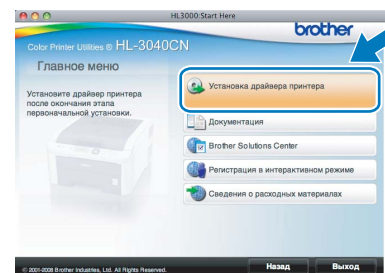 HL3000:Start Here
brother
Color Printer Utilities ® HL-3040CN
Главное меню
Установите драйвер принтера
после окончания этапа
первоначальной установки.
Установка драйвера принтера
Документация
Brother Solutions Center
Регистрация в интерактивном режиме
Сведения о расходных материалах
© 2001-2008 Brother Industries, Ltd. All Rights Reserved.
Назад
Выход